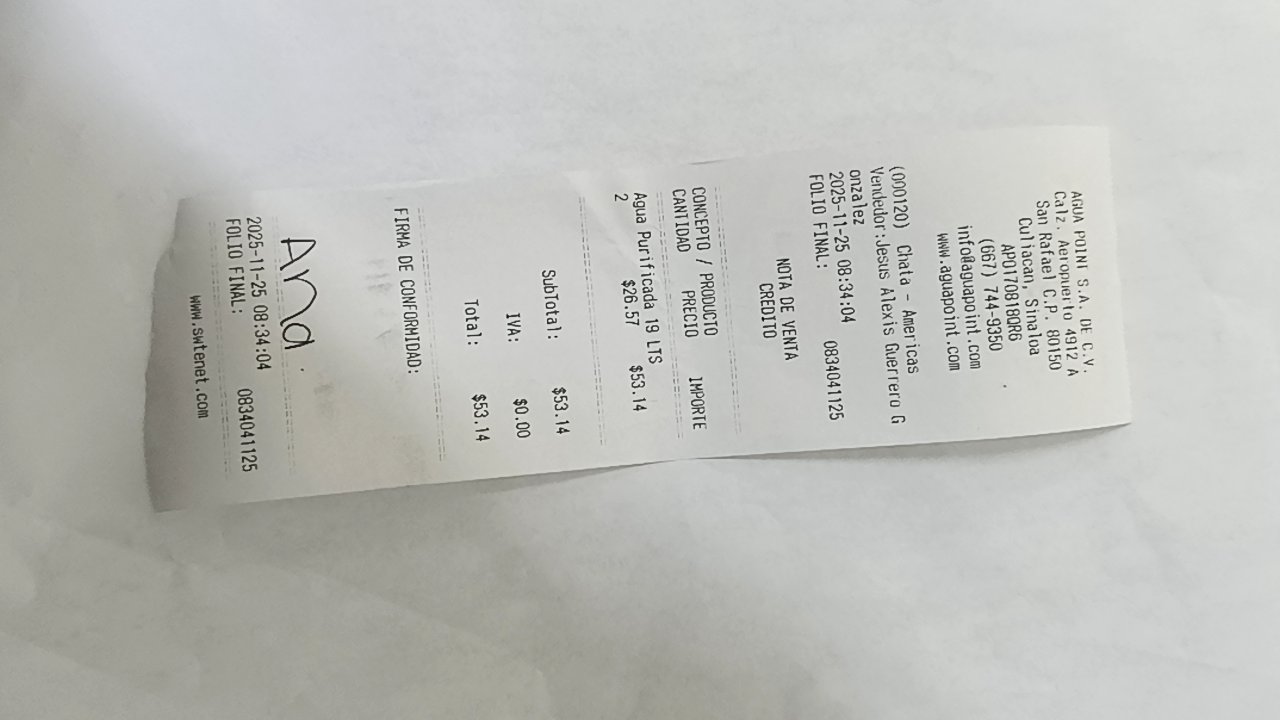 AGUA POINT S.A. DE C.V.
Calz. Aeropuerto 4912 A
San Rafael C.P. 80150
Culiacan, Sinaloa
APO170818QR6
(667) 744-9350
info@aguapoint.com
www.aguapoint.com
(000120) Chata - Americas
Vendedor:Jesus Alexis Guerrero G
onzalez
2025-11-25 08:34:04
FOLIO FINAL: 0834041125
NOTA DE VENTA
CREDITO
CONCEPTO / PRODUCTO
CANTIDAD PRECIO IMPORTE
Agua Purificada 19 LTS
2 $26.57 $53.14
SubTotal: $53.14
IVA: $0.00
Total: $53.14
FIRMA DE CONFORMIDAD:
Ana
2025-11-25 08:34:04
FOLIO FINAL: 0834041125
www.swtenet.com